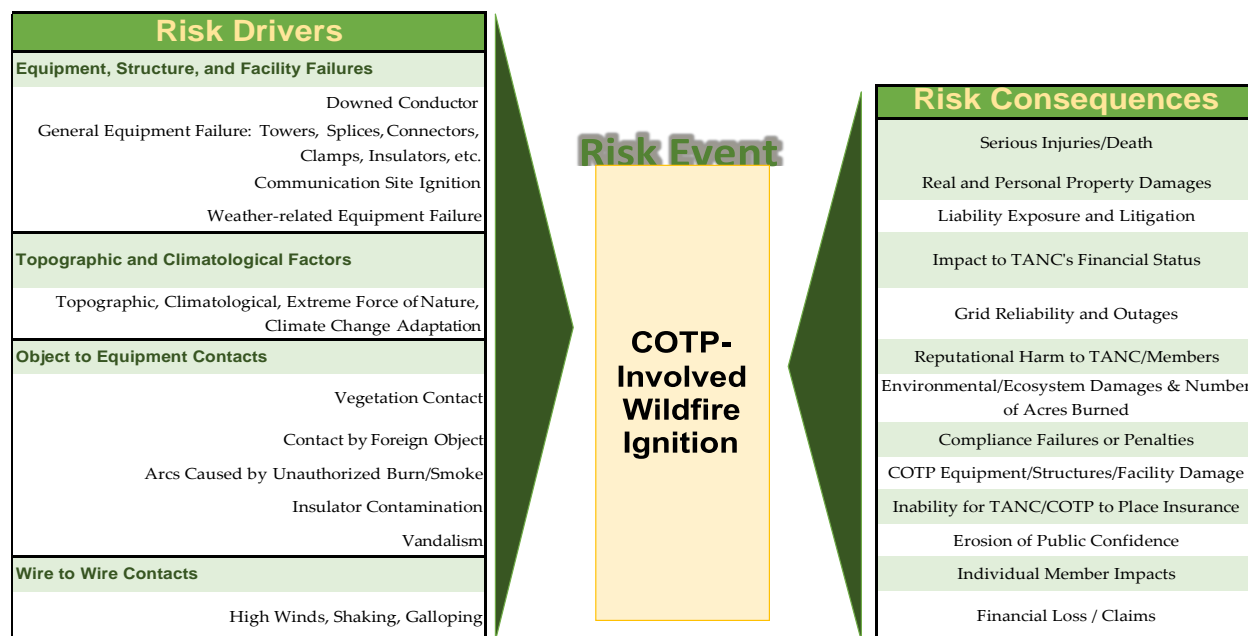 Risk Drivers
Equipment, Structure, and Facility Failures
Downed Conductor
General Equipment Failure: Towers, Splices, Connectors,
Clamps, Insulators, etc.
Communication Site Ignition
Weather-related Equipment Failure
Topographic and Climatological Factors
Topographic, Climatological, Extreme Force of Nature,
Climate Change Adaptation
Object to Equipment Contacts
Vegetation Contact
Contact by Foreign Object
Arcs Caused by Unauthorized Burn/Smoke
Insulator Contamination
Vandalism
Wire to Wire Contacts
High Winds, Shaking, Galloping
Risk Event
COTP-
Involved
Wildfire
Ignition
Risk Consequences
Serious Injuries/Death
Real and Personal Property Damages
Liability Exposure and Litigation
Impact to TANC's Financial Status
Grid Reliability and Outages
Reputational Harm to TANC/Members
Environmental/Ecosystem Damages & Number
of Acres Burned
Compliance Failures or Penalties
COTP Equipment/Structures/Facility Damage
Inability for TANC/COTP to Place Insurance
Erosion of Public Confidence
Individual Member Impacts
Financial Loss / Claims